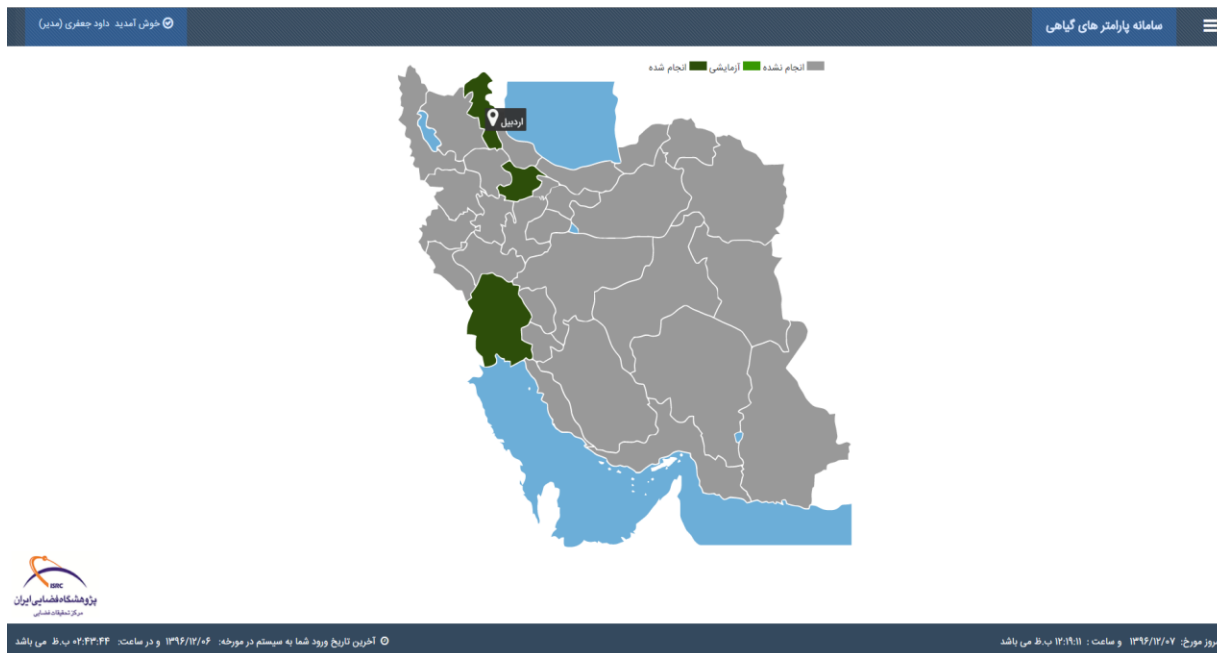 سامانه پارامتر های گیاهی
خوش آمدید داود جعفری (مدیر)
انجام نشده آزمایشی انجام شده
اردبیل
ISRC
پژوهشگاه فضایی ایران
مرکز تحقیقات فضایی
روز مورخ: ۱۳۹۶/۱۲/۰۷ و ساعت : ۱۲:۱۹:۱۱ ب.ظ می باشد
آخرین تاریخ ورود شما به سیستم در مورخه: ۱۳۹۶/۱۲/۰۶ و در ساعت: ۰۲:۴۳:۴۴ ب.ظ می باشد